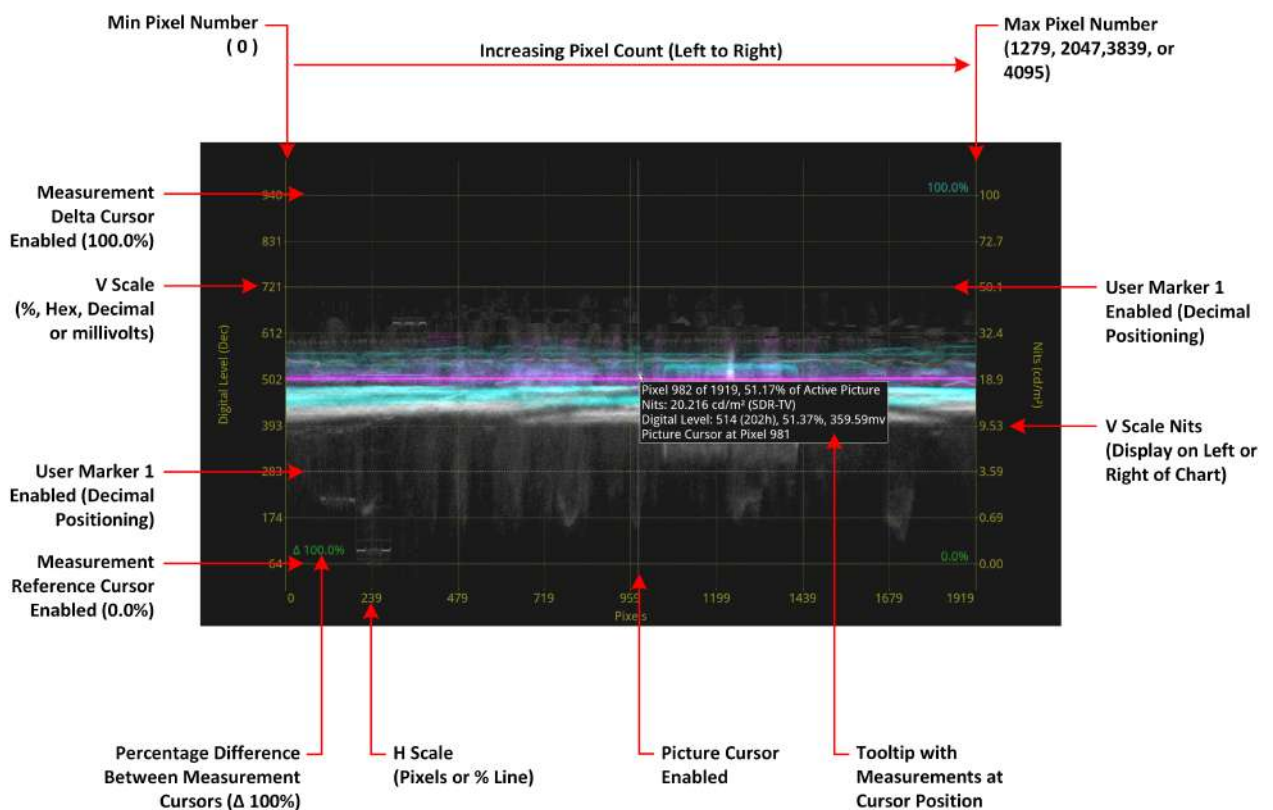 Min Pixel Number
( 0 )
Increasing Pixel Count (Left to Right)
Max Pixel Number
(1279, 2047,3839, or
4095)
Measurement
Delta Cursor
Enabled (100.0%)
V Scale
(%, Hex, Decimal
or millivolts)
User Marker 1
Enabled (Decimal
Positioning)
Measurement
Reference Cursor
Enabled (0.0%)
940
831
721
612
502
393
283
174
64
Digital Level (Dec)
100.0%
Pixel 982 of 1919, 51.17% of Active Picture
Nits: 20.216 cd/m² (SDR-TV)
Digital Level: 514 (202h), 51.37%, 359.59mv
Picture Cursor at Pixel 981
Δ 100.0%
0.0%
0
239
479
719
959
1199
1439
1679
1919
Pixels
100
72.7
50.1
32.4
18.9
9.53
3.59
0.69
0.00
Nits (cd/m²)
User Marker 1
Enabled (Decimal
Positioning)
V Scale Nits
(Display on Left or
Right of Chart)
Percentage Difference
Between Measurement
Cursors (Δ 100%)
H Scale
(Pixels or % Line)
Picture Cursor
Enabled
Tooltip with
Measurements at
Cursor Position